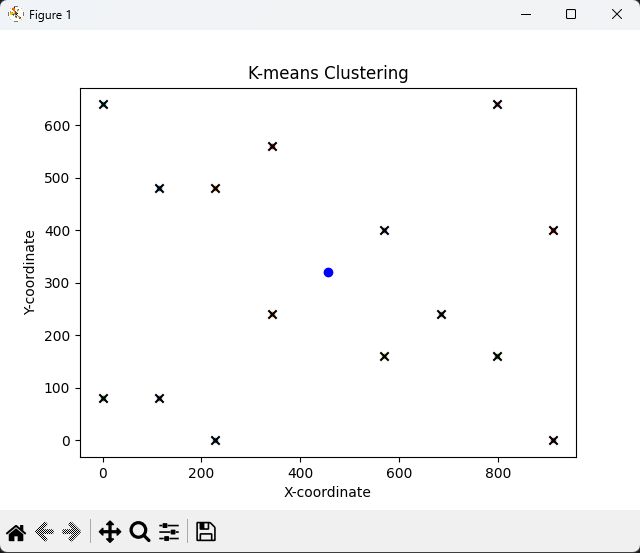 Figure 1
K-means Clustering
600
500
400
300
200
100
0
Y-coordinate
0 200 400 600 800
X-coordinate